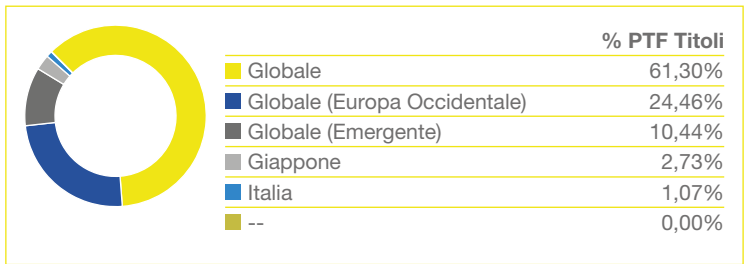 % PTF Titoli
Globale 61,30%
Globale (Europa Occidentale) 24,46%
Globale (Emergente) 10,44%
Giappone 2,73%
Italia 1,07%
-- 0,00%